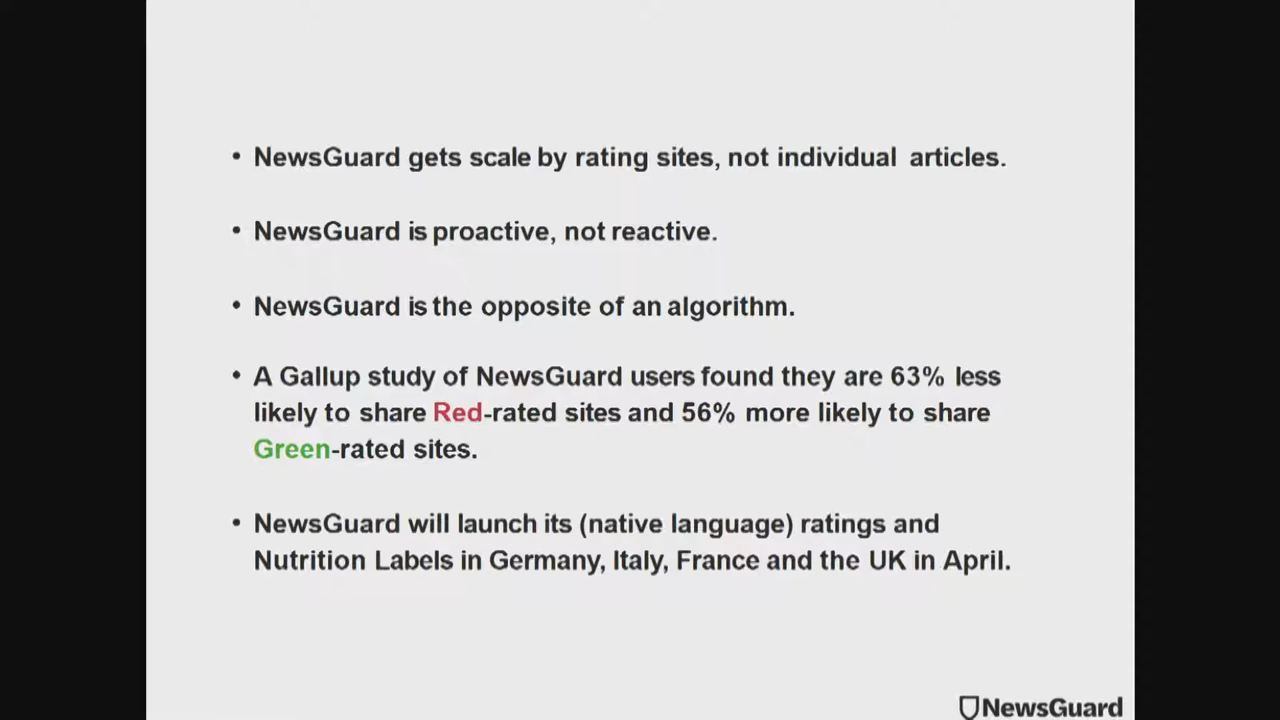 • NewsGuard gets scale by rating sites, not individual articles.
• NewsGuard is proactive, not reactive.
• NewsGuard is the opposite of an algorithm.
• A Gallup study of NewsGuard users found they are 63% less
likely to share Red-rated sites and 56% more likely to share
Green-rated sites.
• NewsGuard will launch its (native language) ratings and
Nutrition Labels in Germany, Italy, France and the UK in April.
NewsGuard